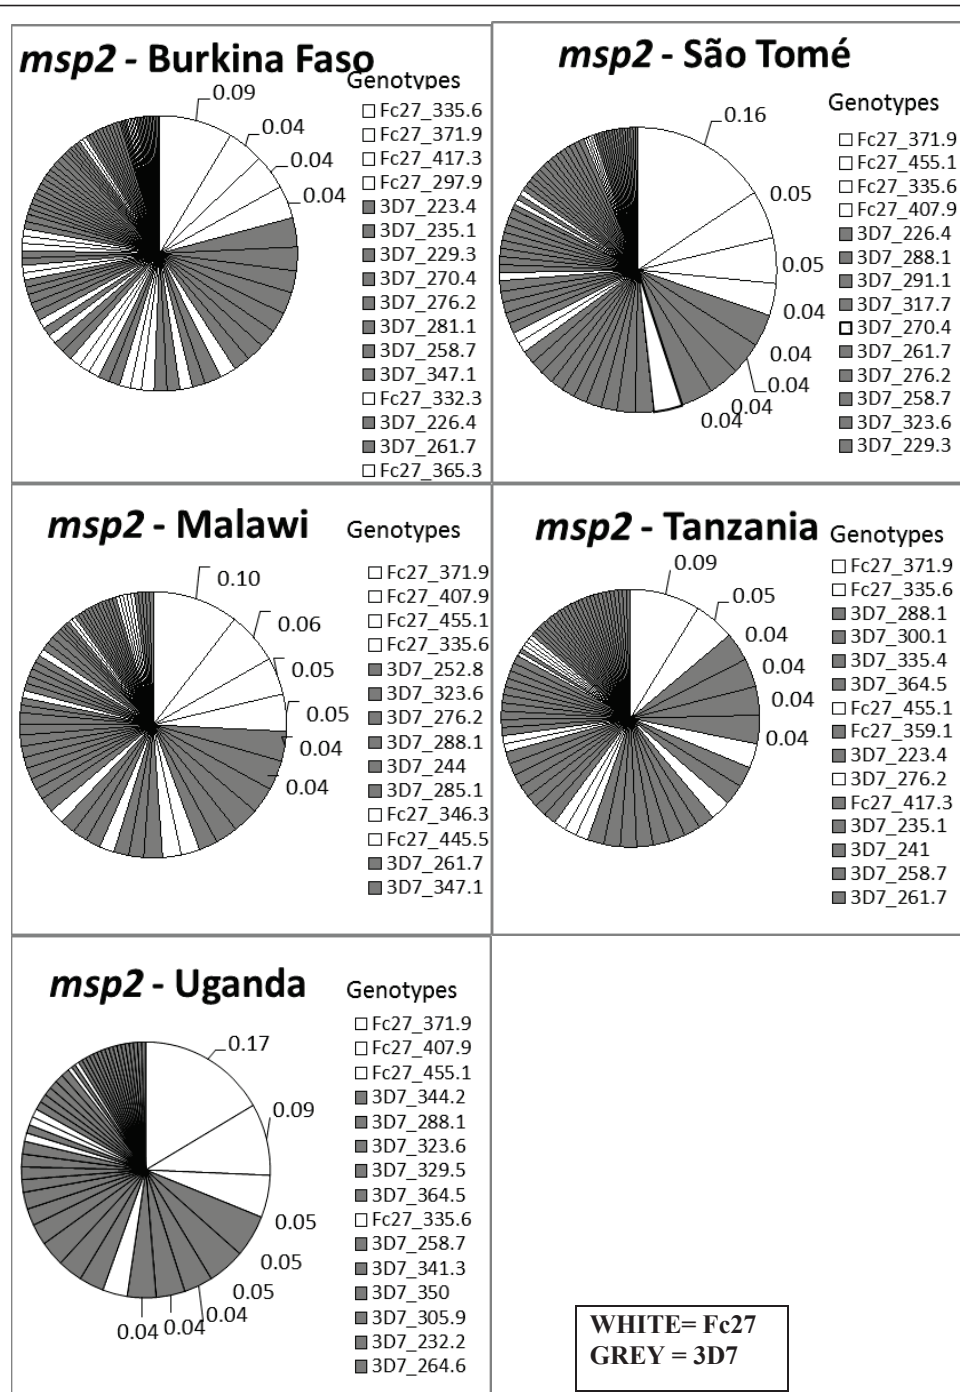 msp2 - Burkina Faso
Genotypes
0.09
0.04
0.04
0.04
Fc27_335.6
Fc27_371.9
Fc27_417.3
Fc27_297.9
3D7_223.4
3D7_235.1
3D7_229.3
3D7_270.4
3D7_276.2
3D7_281.1
3D7_258.7
3D7_347.1
Fc27_332.3
3D7_226.4
3D7_261.7
Fc27_365.3
msp2 - São Tomé
Genotypes
0.16
0.05
0.05
0.04
0.04
0.04
0.04
0.04
Fc27_371.9
Fc27_455.1
Fc27_335.6
Fc27_407.9
3D7_226.4
3D7_288.1
3D7_291.1
3D7_317.7
3D7_270.4
3D7_261.7
3D7_276.2
3D7_258.7
3D7_323.6
3D7_229.3
msp2 - Malawi
Genotypes
0.10
0.06
0.05
0.05
0.04
0.04
Fc27_371.9
Fc27_407.9
Fc27_455.1
Fc27_335.6
3D7_252.8
3D7_323.6
3D7_276.2
3D7_288.1
3D7_244
3D7_285.1
Fc27_346.3
Fc27_445.5
3D7_261.7
3D7_347.1
msp2 - Tanzania
Genotypes
0.09
0.05
0.04
0.04
0.04
0.04
Fc27_371.9
Fc27_335.6
3D7_288.1
3D7_300.1
3D7_335.4
3D7_364.5
Fc27_455.1
Fc27_359.1
3D7_223.4
3D7_276.2
Fc27_417.3
3D7_235.1
3D7_241
3D7_258.7
3D7_261.7
msp2 - Uganda
Genotypes
0.17
0.09
0.05
0.05
0.05
0.04
0.04
0.04
Fc27_371.9
Fc27_407.9
Fc27_455.1
3D7_344.2
3D7_288.1
3D7_323.6
3D7_329.5
3D7_364.5
Fc27_335.6
3D7_258.7
3D7_341.3
3D7_350
3D7_305.9
3D7_232.2
3D7_264.6
WHITE= Fc27
GREY = 3D7